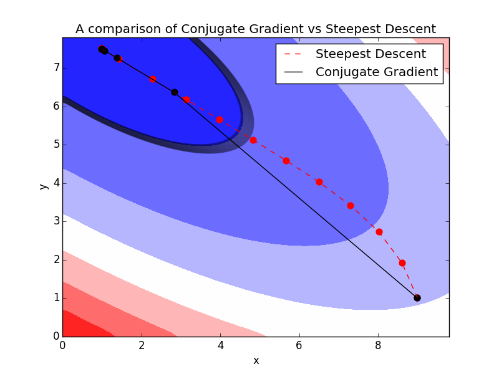 A comparison of Conjugate Gradient vs Steepest Descent
Steepest Descent
Conjugate Gradient
7
6
5
4
3
2
1
0
y
0 2 4 6 8
x